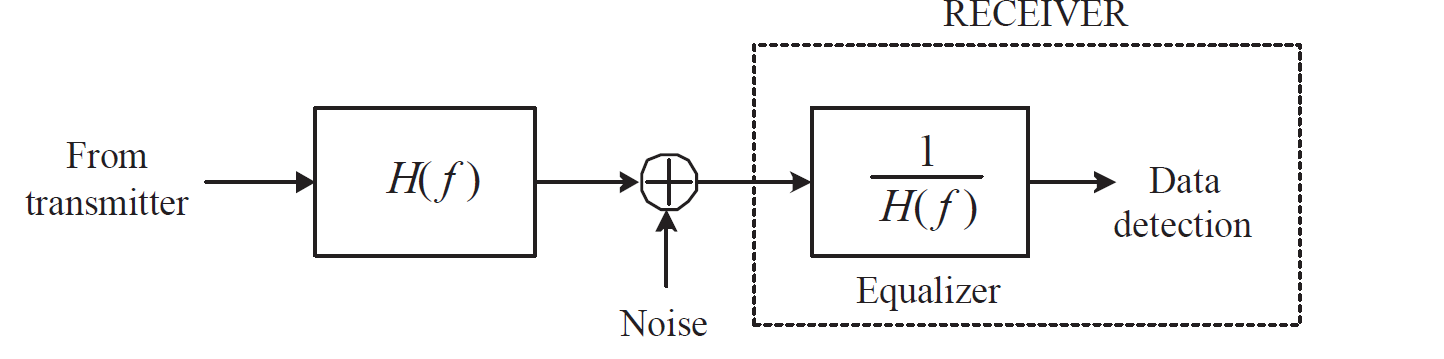 RECEIVER
From
transmitter
H(f)
Noise
1
H(f)
Equalizer
Data
detection